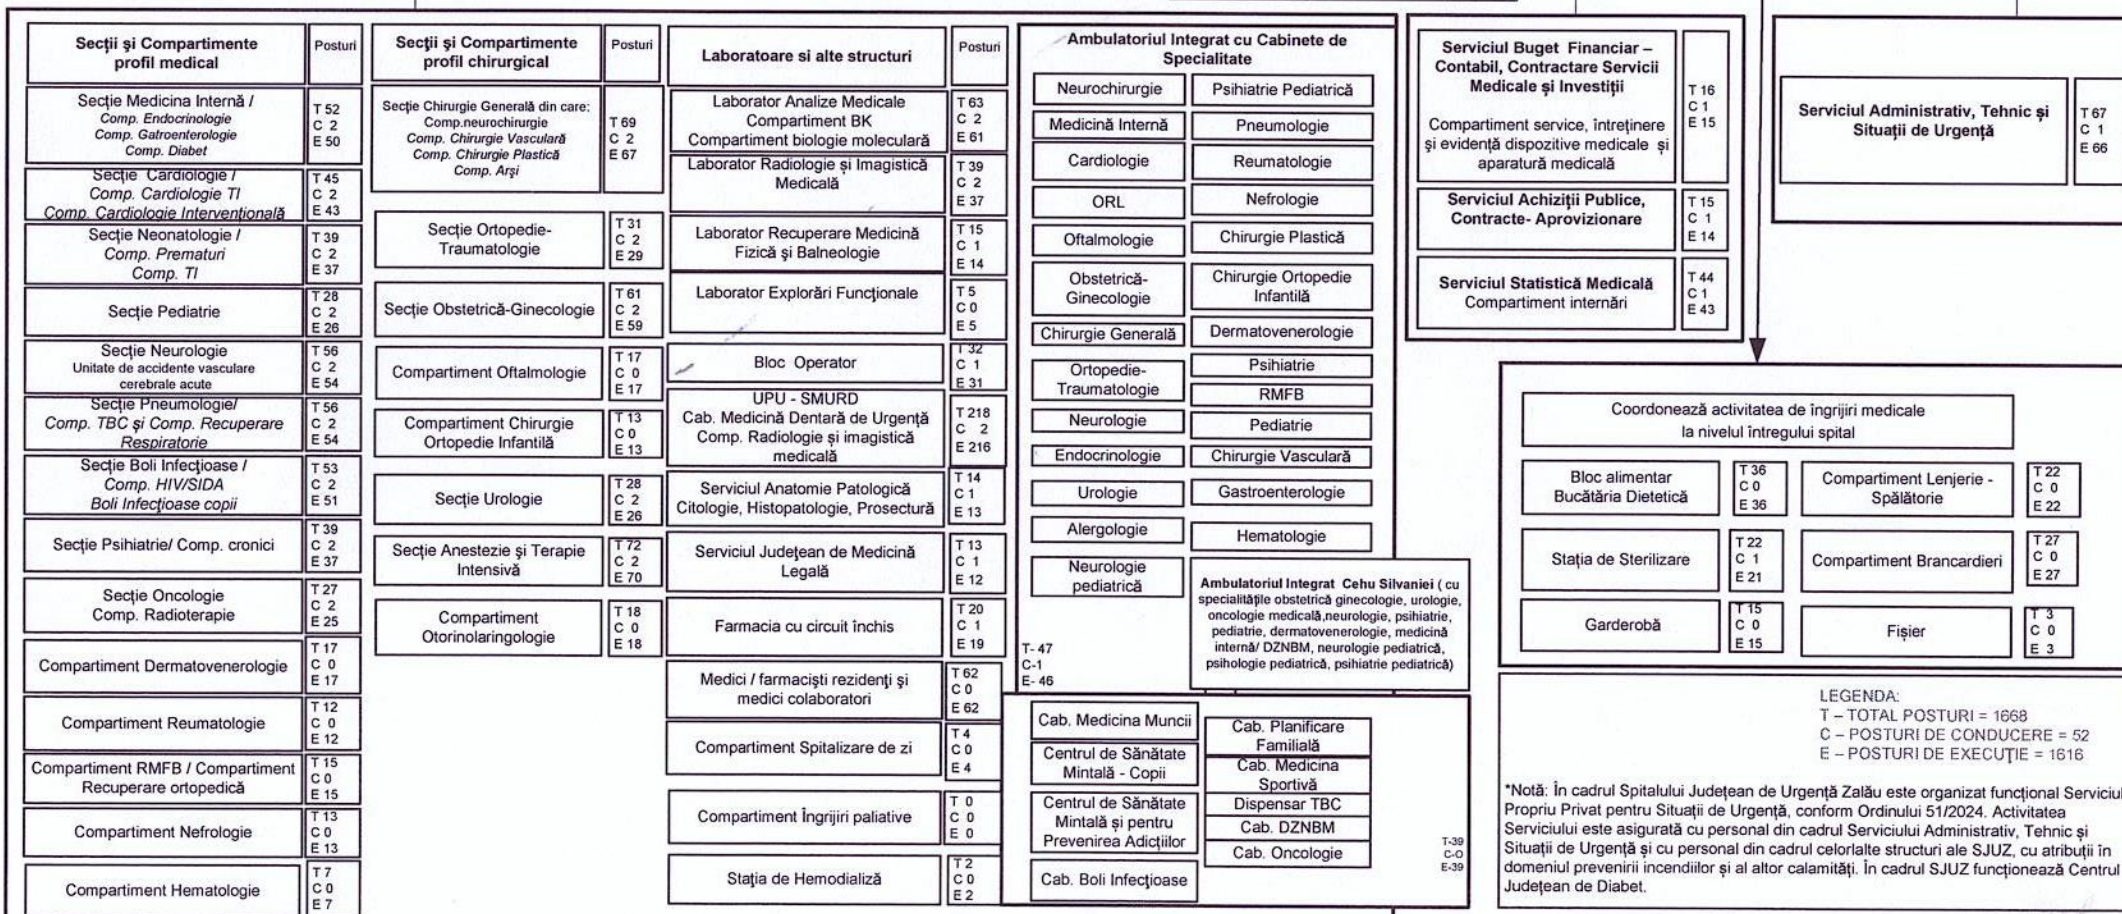 Secții și Compartimente
profil medical
Posturi
Secție Medicina Internă /
Comp. Endocrinologie
Comp. Gatroenterologie
Comp. Diabet
T 52
C 2
E 50
Secție Cardiologie /
Comp. Cardiologie TI
Comp. Cardiologie Intervențională
T 45
C 2
E 43
Secție Neonatologie /
Comp. Prematuri
Comp. TI
T 39
C 2
E 37
Secție Pediatrie
T 28
C 2
E 26
Secție Neurologie
Unitate de accidente vasculare
cerebrale acute
T 56
C 2
E 54
Secție Pneumologie/
Comp. TBC și Comp. Recuperare
Respiratorie
T 56
C 2
E 54
Secție Boli Infecțioase /
Comp. HIV/SIDA
Boli Infecțioase copii
T 53
C 2
E 51
Secție Psihiatrie/ Comp. cronici
T 39
C 2
E 37
Secție Oncologie
Comp. Radioterapie
T 27
C 2
E 25
Compartiment Dermatovenerologie
T 17
C 0
E 17
Compartiment Reumatologie
T 12
C 0
E 12
Compartiment RMFB / Compartiment
Recuperare ortopedică
T 15
C 0
E 15
Compartiment Nefrologie
T 13
C 0
E 13
Compartiment Hematologie
T 7
C 0
E 7
Secții și Compartimente
profil chirurgical
Posturi
Secție Chirurgie Generală din care:
Comp.neurochirurgie
Comp. Chirurgie Vasculară
Comp. Chirurgie Plastică
Comp. Arși
T 69
C 2
E 67
Secție Ortopedie-
Traumatologie
T 31
C 2
E 29
Secție Obstetrică-Ginecologie
T 61
C 2
E 59
Compartiment Oftalmologie
T 17
C 0
E 17
Compartiment Chirurgie
Ortopedie Infantilă
T 13
C 0
E 13
Secție Urologie
T 28
C 2
E 26
Secție Anestezie și Terapie
Intensivă
T 72
C 2
E 70
Compartiment
Otorinolaringologie
T 18
C 0
E 18
Laboratoare si alte structuri
Posturi
Laborator Analize Medicale
Compartiment BK
Compartiment biologie moleculară
T 63
C 2
E 61
Laborator Radiologie și Imagistică
Medicală
T 39
C 2
E 37
Laborator Recuperare Medicină
Fizică și Balneologie
T 15
C 1
E 14
Laborator Explorări Funcționale
T 5
C 0
E 5
Bloc Operator
T 32
C 1
E 31
UPU - SMURD
Cab. Medicină Dentară de Urgență
Comp. Radiologie și imagistică
medicală
T 218
C 2
E 216
Serviciul Anatomie Patologică
Citologie, Histopatologie, Prosectură
T 14
C 1
E 13
Serviciul Județean de Medicină
Legală
T 13
C 1
E 12
Farmacia cu circuit închis
T 20
C 1
E 19
Medici / farmaciști rezidenți și
medici colaboratori
T 62
C 0
E 62
Compartiment Spitalizare de zi
T 4
C 0
E 4
Compartiment Îngrijiri paliative
T 0
C 0
E 0
Stația de Hemodializă
T 2
C 0
E 2
Ambulatoriul Integrat cu Cabinete de
Specialitate
Neurochirurgie
Medicină Internă
Cardiologie
ORL
Oftalmologie
Obstetrică-
Ginecologie
Chirurgie Generală
Ortopedie-
Traumatologie
Neurologie
Endocrinologie
Urologie
Alergologie
Neurologie
pediatrică
Psihiatrie Pediatrică
Pneumologie
Reumatologie
Nefrologie
Chirurgie Plastică
Chirurgie Ortopedie
Infantilă
Dermatovenerologie
Psihiatrie
RMFB
Pediatrie
Chirurgie Vasculară
Gastroenterologie
Hematologie
T- 47
C-1
E- 46
Ambulatoriul Integrat Cehu Silvaniei ( cu
specialitățile obstetrică ginecologie, urologie,
oncologie medicală,neurologie, psihiatrie,
pediatrie, dermatovenerologie, medicină
internă/ DZNBM, neurologie pediatrică,
psihologie pediatrică, psihiatrie pediatrică)
Cab. Medicina Muncii
Centrul de Sănătate
Mintală - Copii
Centrul de Sănătate
Mintală și pentru
Prevenirea Adicțiilor
Cab. Boli Infecțioase
Cab. Planificare
Familială
Cab. Medicina
Sportivă
Dispensar TBC
Cab. DZNBM
Cab. Oncologie
T-39
C-O
E-39
Serviciul Buget Financiar –
Contabil, Contractare Servicii
Medicale și Investiții
Compartiment service, întreținere
și evidență dispozitive medicale și
aparatură medicală
T 16
C 1
E 15
Serviciul Achiziții Publice,
Contracte- Aprovizionare
T 15
C 1
E 14
Serviciul Statistică Medicală
Compartiment internări
T 44
C 1
E 43
Serviciul Administrativ, Tehnic și
Situații de Urgență
T 67
C 1
E 66
Coordonează activitatea de îngrijiri medicale
la nivelul întregului spital
Bloc alimentar
Bucătăria Dietetică
T 36
C 0
E 36
Compartiment Lenjerie -
Spălătorie
T 22
C 0
E 22
Stația de Sterilizare
T 22
C 1
E 21
Compartiment Brancardieri
T 27
C 0
E 27
Garderobă
T 15
C 0
E 15
Fișier
T 3
C 0
E 3
LEGENDA:
T – TOTAL POSTURI = 1668
C – POSTURI DE CONDUCERE = 52
E – POSTURI DE EXECUȚIE = 1616
*Notă: În cadrul Spitalului Județean de Urgență Zalău este organizat funcțional Serviciul
Propriu Privat pentru Situații de Urgență, conform Ordinului 51/2024. Activitatea
Serviciului este asigurată cu personal din cadrul Serviciului Administrativ, Tehnic și
Situații de Urgență și cu personal din cadrul celorlalte structuri ale SJUZ, cu atribuții în
domeniul prevenirii incendiilor și al altor calamități. În cadrul SJUZ funcționează Centrul
Județean de Diabet.